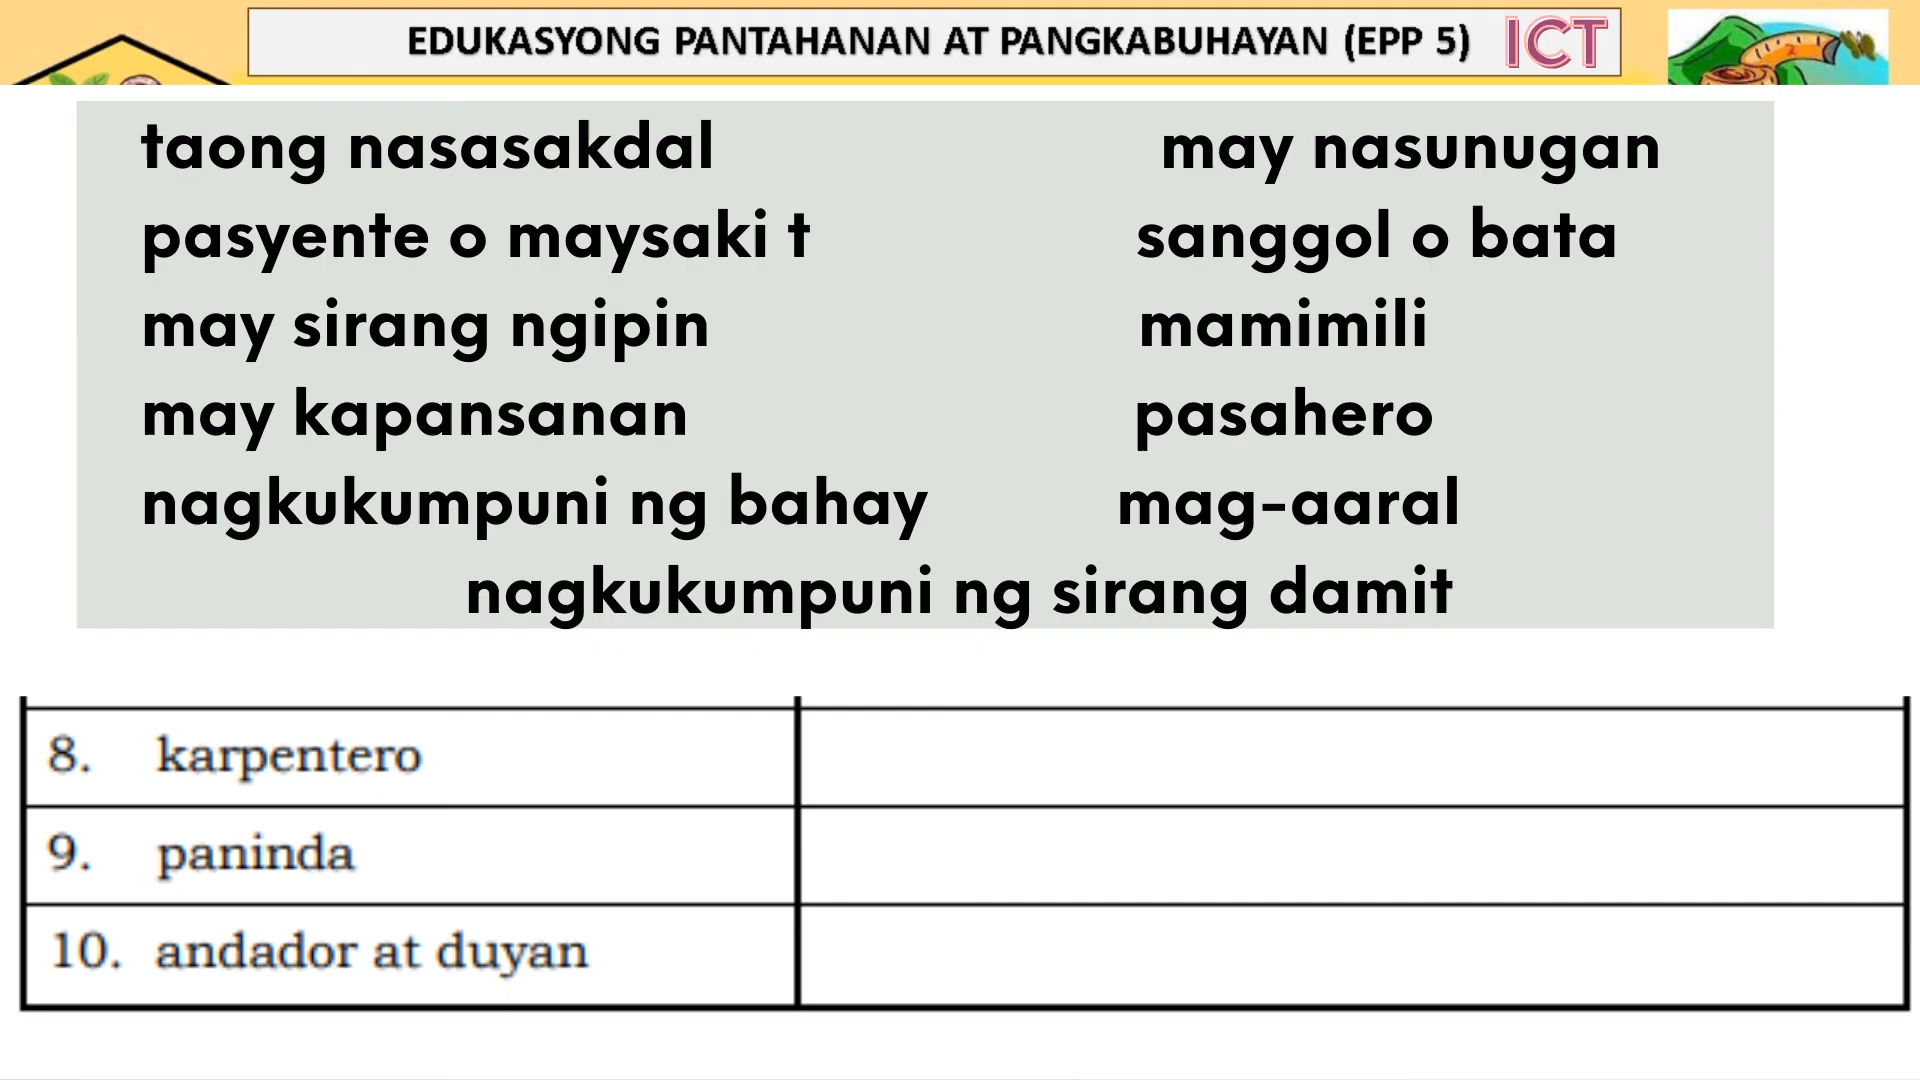 EDUKASYONG PANTAHANAN AT PANGKABUHAYAN (EPP 5) ICT
taong nasasakdal may nasunugan
pasyente o maysaki t sanggol o bata
may sirang ngipin mamimili
may kapansanan pasahero
nagkukumpuni ng bahay mag-aaral
nagkukumpuni ng sirang damit
8. karpentero
9. paninda
10. andador at duyan